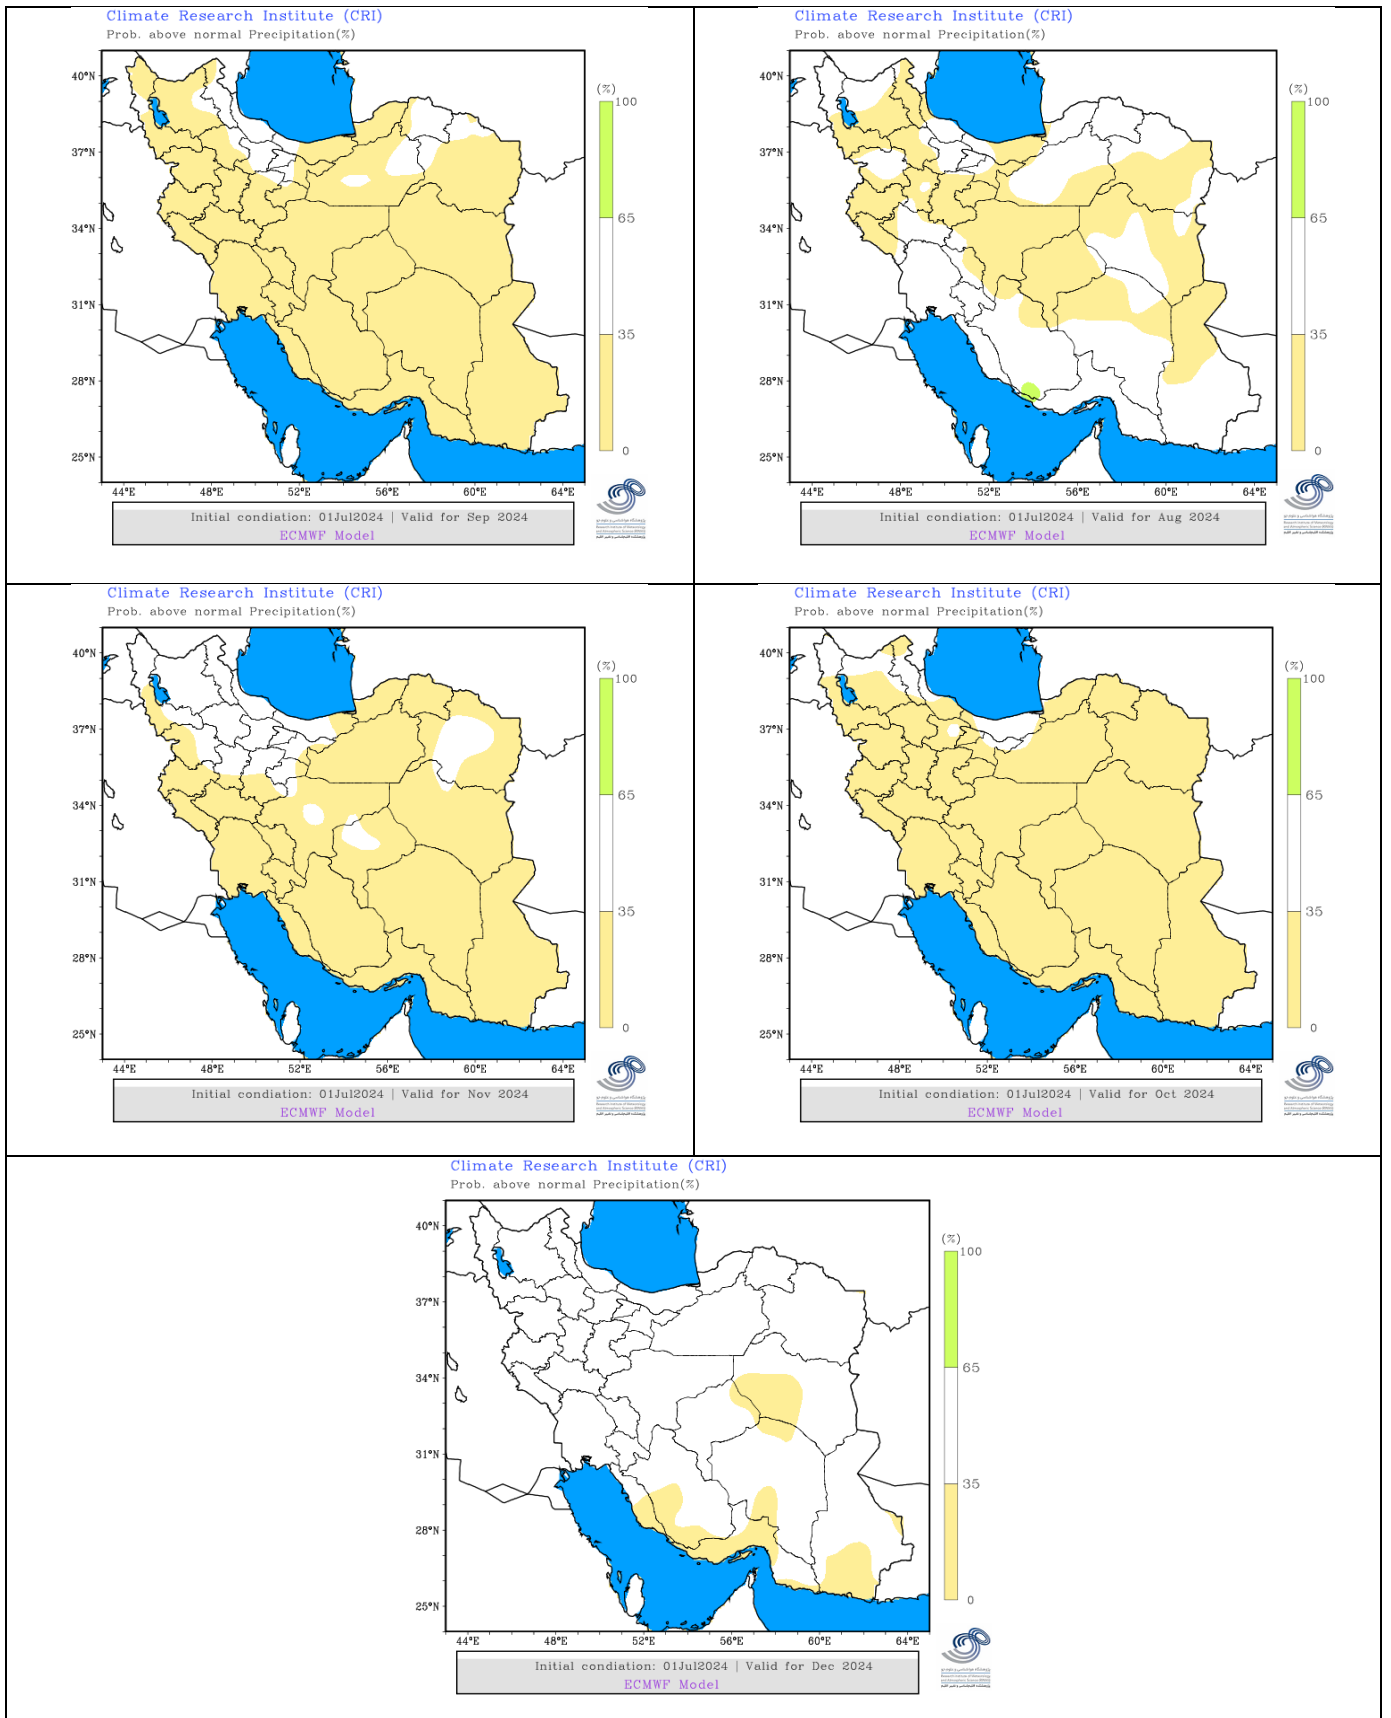 Climate Research Institute (CRI)
Prob. above normal Precipitation(%)
40°N
37°N
34°N
31°N
28°N
25°N
44°E 48°E 52°E 56°E 60°E 64°E
(%)
100
65
35
0
Initial condiation: 01Jul2024 | Valid for Sep 2024
ECMWF Model
Climate Research Institute (CRI)
Prob. above normal Precipitation(%)
40°N
37°N
34°N
31°N
28°N
25°N
44°E 48°E 52°E 56°E 60°E 64°E
(%)
100
65
35
0
Initial condiation: 01Jul2024 | Valid for Aug 2024
ECMWF Model
Climate Research Institute (CRI)
Prob. above normal Precipitation(%)
40°N
37°N
34°N
31°N
28°N
25°N
44°E 48°E 52°E 56°E 60°E 64°E
(%)
100
65
35
0
Initial condiation: 01Jul2024 | Valid for Nov 2024
ECMWF Model
Climate Research Institute (CRI)
Prob. above normal Precipitation(%)
40°N
37°N
34°N
31°N
28°N
25°N
44°E 48°E 52°E 56°E 60°E 64°E
(%)
100
65
35
0
Initial condiation: 01Jul2024 | Valid for Oct 2024
ECMWF Model
Climate Research Institute (CRI)
Prob. above normal Precipitation(%)
40°N
37°N
34°N
31°N
28°N
25°N
44°E 48°E 52°E 56°E 60°E 64°E
(%)
100
65
35
0
Initial condiation: 01Jul2024 | Valid for Dec 2024
ECMWF Model